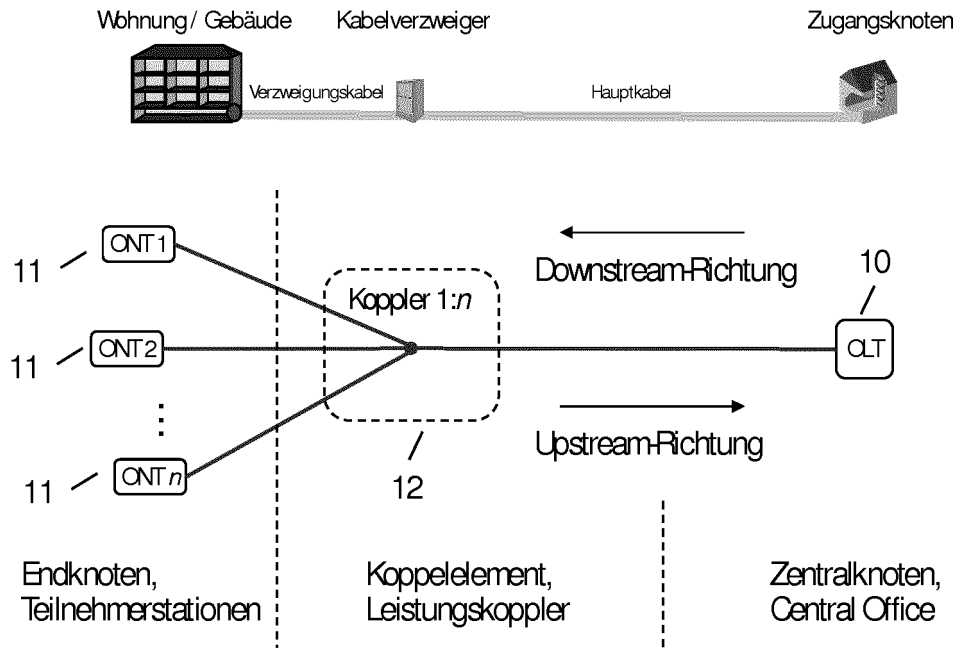 Wohnung / Gebäude
Kabelverzweiger
Zugangsknoten
Verzweigungskabel
Hauptkabel
ONT 1
11
Koppler 1:n
Downstream-Richtung
10
ONT 2
11
OLT
⋮
Upstream-Richtung
ONT n
11
12
Endknoten,
Teilnehmerstationen
Koppelelement,
Leistungskoppler
Zentralknoten,
Central Office